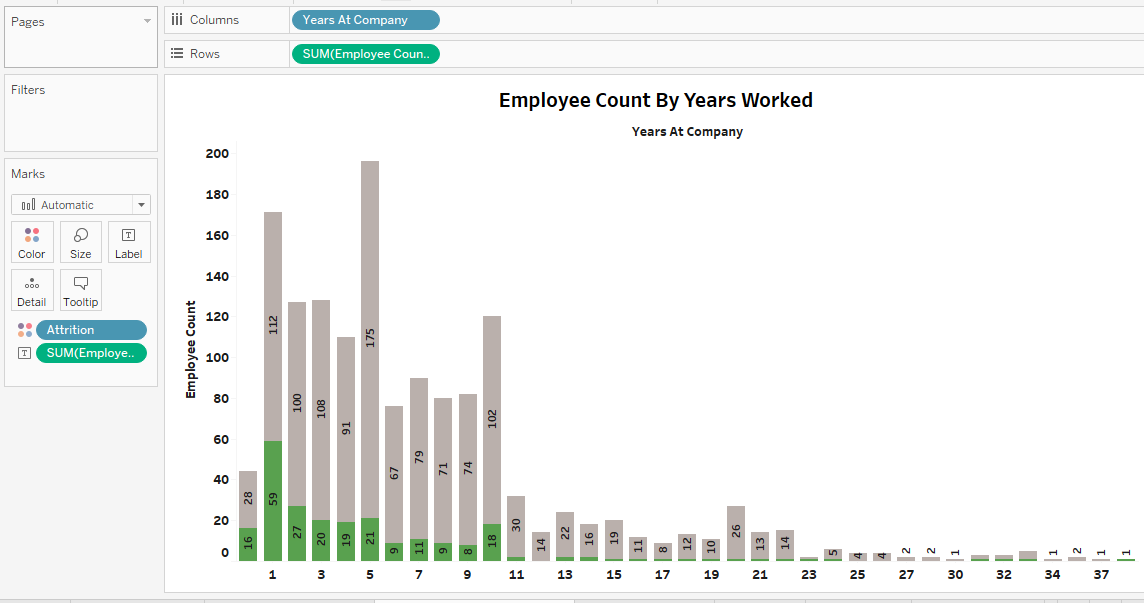 Pages
Columns
Years At Company
Rows
SUM(Employee Coun..
Filters
Marks
Automatic
Color
Size
Label
Detail
Tooltip
Attrition
SUM(Employe..
Employee Count By Years Worked
Years At Company
Employee Count
200
180
160
140
120
100
80
60
40
20
0
28
16
112
59
100
27
108
20
91
19
175
21
67
9
79
11
71
9
74
8
102
18
30
14
22
16
19
11
8
12
10
26
13
14
5
4
4
2
2
1
1
2
1
1
1 3 5 7 9 11 13 15 17 19 21 23 25 27 30 32 34 37